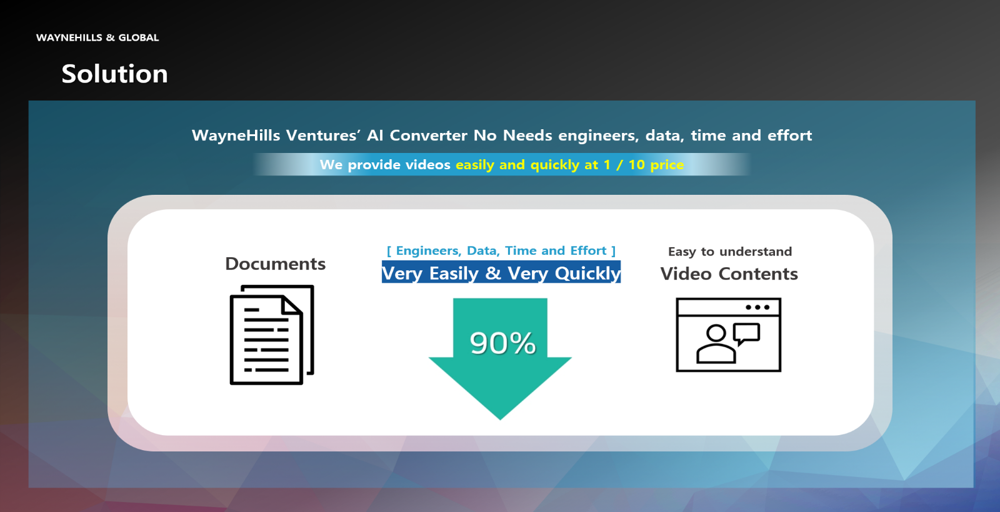 WAYNEHILLS & GLOBAL
Solution
WayneHills Ventures’ AI Converter No Needs engineers, data, time and effort
We provide videos easily and quickly at 1 / 10 price
Documents
[ Engineers, Data, Time and Effort ]
Very Easily & Very Quickly
90%
Easy to understand
Video Contents